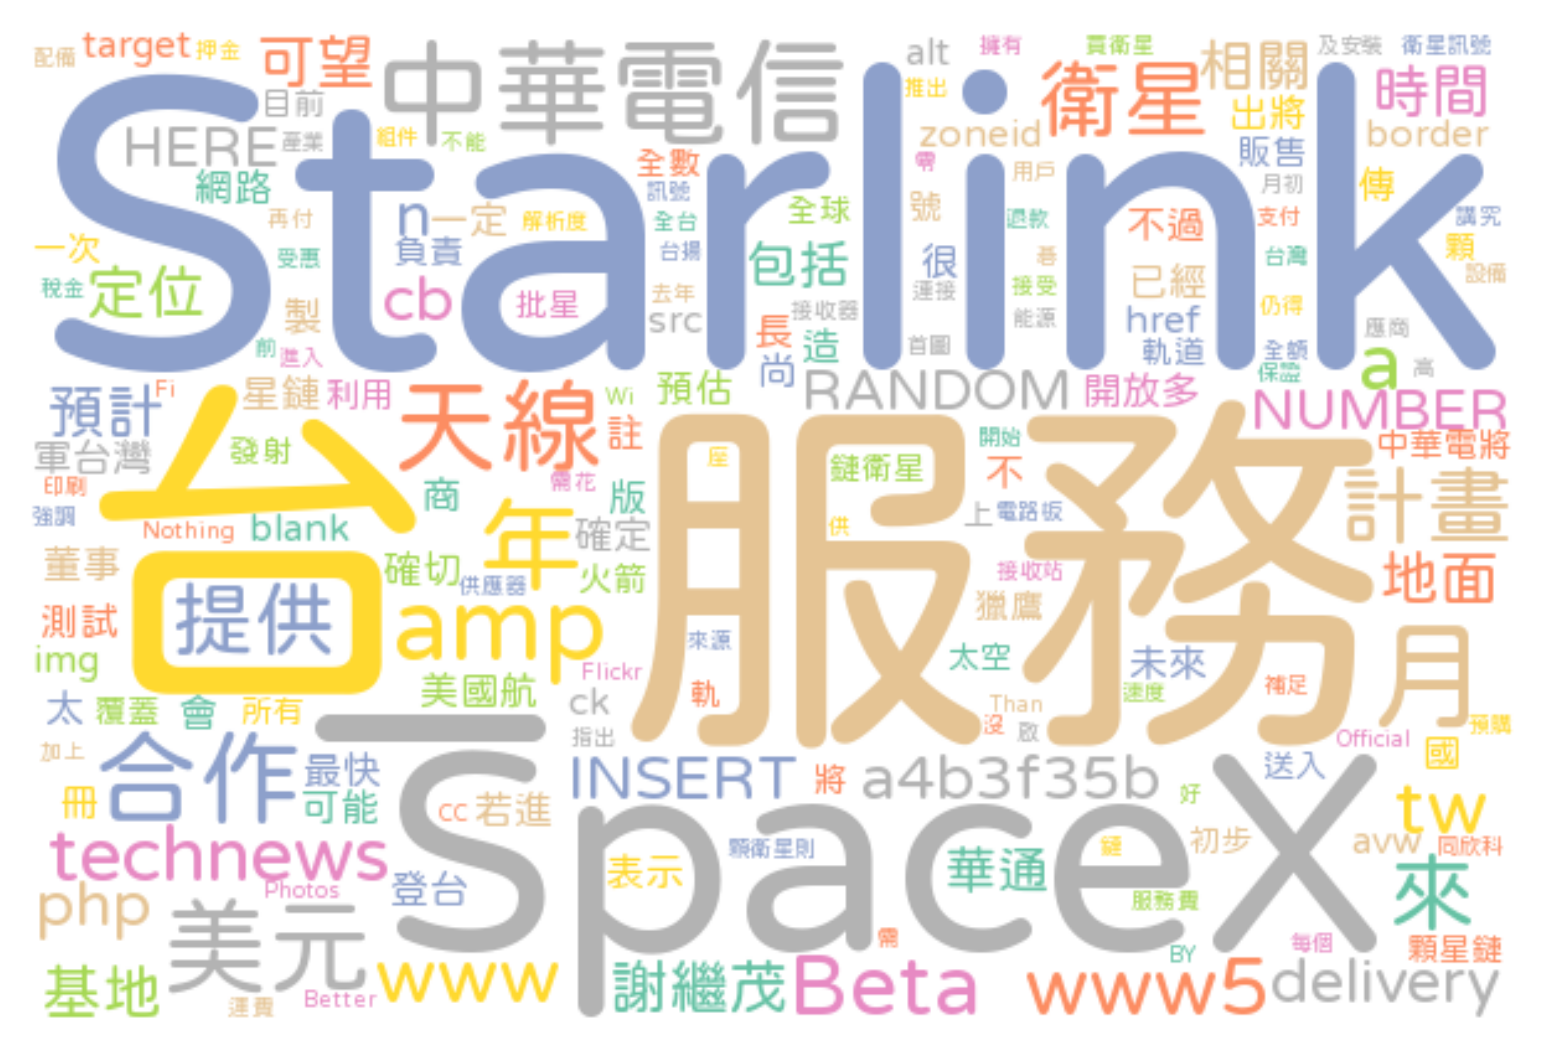 配備 target 押金 可望 中華電信 alt 擁有 買衛星 相關 及安裝 衛星訊號
目前 推出 衛星 出將 時間
HERE 產業 組件 不能 zoneid border
Starlink
網路 全數 零 用戶 販售 月初 傳
訊號
再付 n 一定 解析度 全台 全球 號 退款 不過 支付 講究
一次 受惠 負責 台揚 包括 很 碁 台灣 顆
稅金 定位 cb 批星 去年 連接 接受 已經 仍得 設備
製 src 長 接收器 能源 href 應商
前 進入 尚 造 首圖 軌道 全額 a 高
保證
預計 Fi 星鏈 利用 天線 Wi 預估 RANDOM 開放多 NUMBER
軍台灣 發射 註 服務 開始 中華電將
台 座 鏈衛星 不
印刷 商 需花 版 計畫
強調 Nothing blank 年 確定 供 上 電路板
董事 確切 供應器 火箭 接收站 地面
測試 提供 amp 來源 獵鷹 月
img 美國航 Flickr 太空 未來
太 覆蓋 會 所有 ck 軌 Than 速度 補足 預購
加上 指出 沒 啟 Official 國
合作 最快 SpaceX INSERT 將 a4b3f35b 送入
冊 可能 cc 若進 好 tw
technews 顆衛星則 鏈 初步 avw 同欣科
php Photos 登台 表示 華通 服務費 來
美元 需 BY 每個 顆星鏈
基地 運費 Better www 謝繼茂 Beta www5 delivery
一